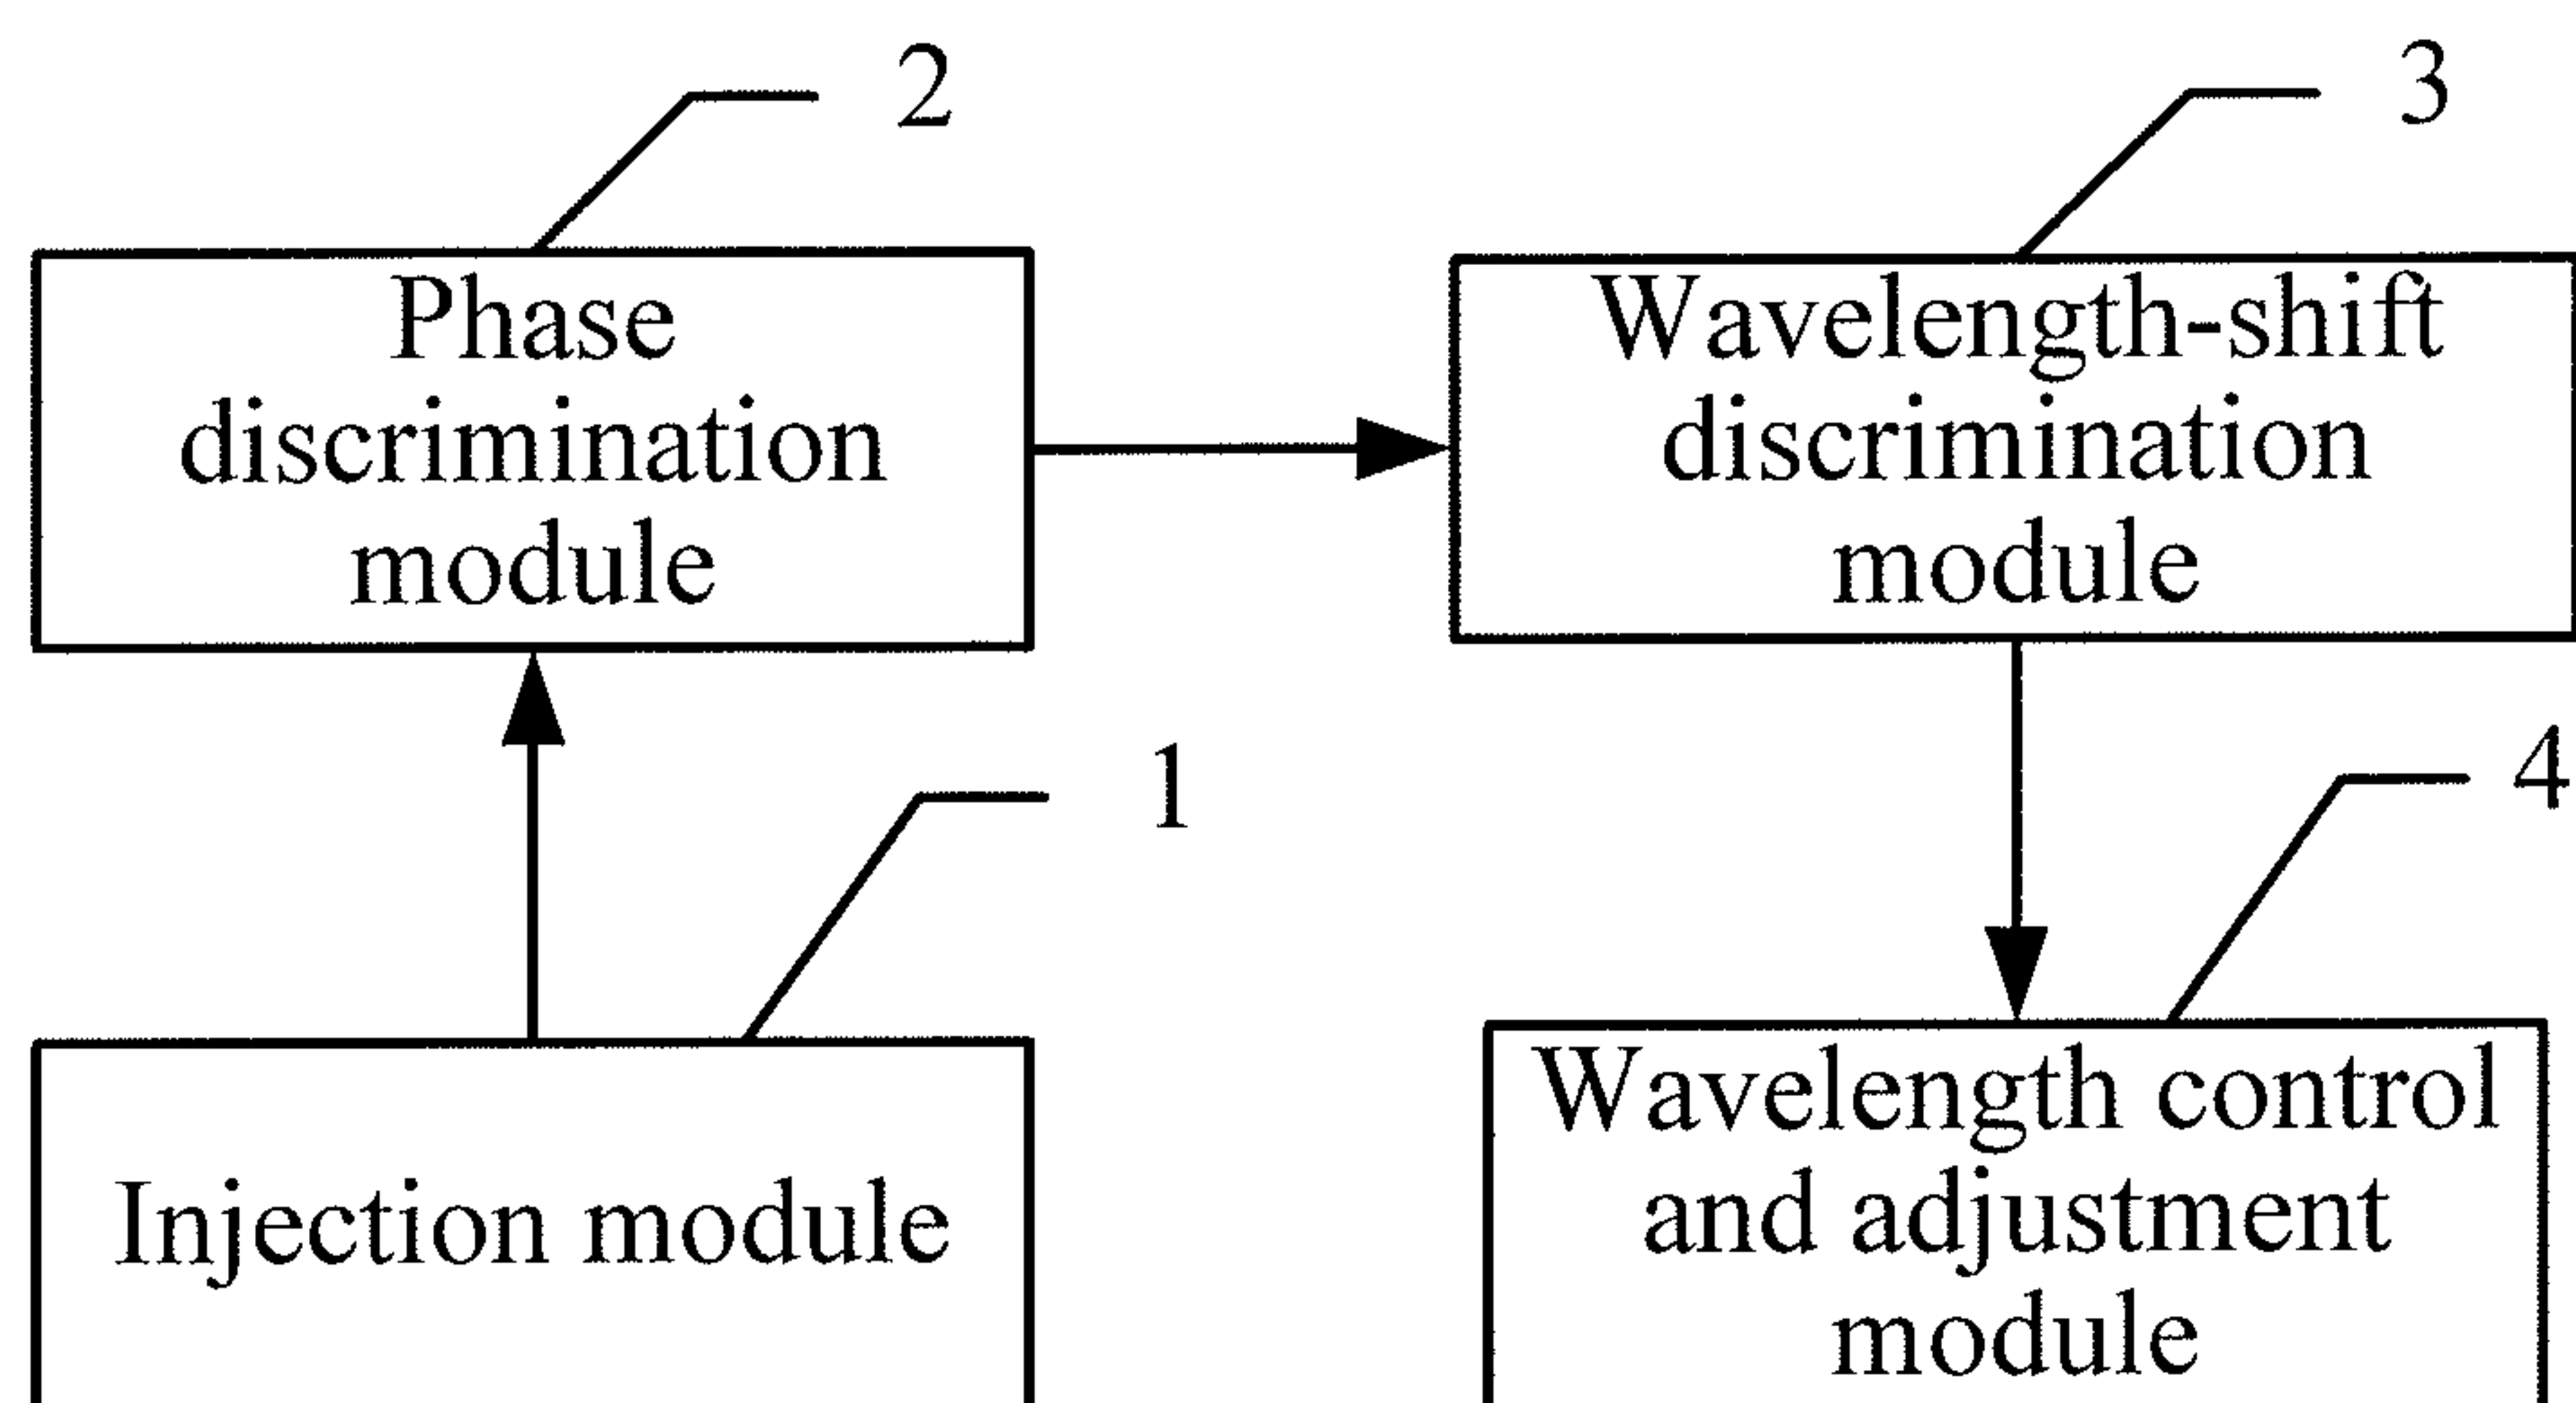 2
3
Phase
discrimination
module
Wavelength-shift
discrimination
module
1
4
Injection module
Wavelength control
and adjustment
module